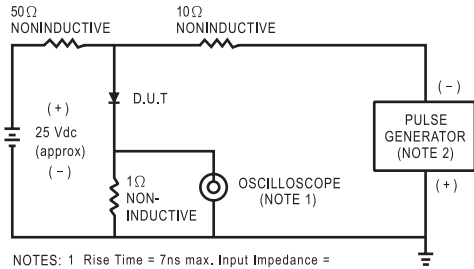 50Ω
NONINDUCTIVE
10Ω
NONINDUCTIVE
D.U.T
(+)
25 Vdc
(approx)
(−)
1Ω
NON-
INDUCTIVE
OSCILLOSCOPE
(NOTE 1)
(−)
PULSE
GENERATOR
(NOTE 2)
(+)
NOTES: 1 Rise Time = 7ns max. Input Impedance =